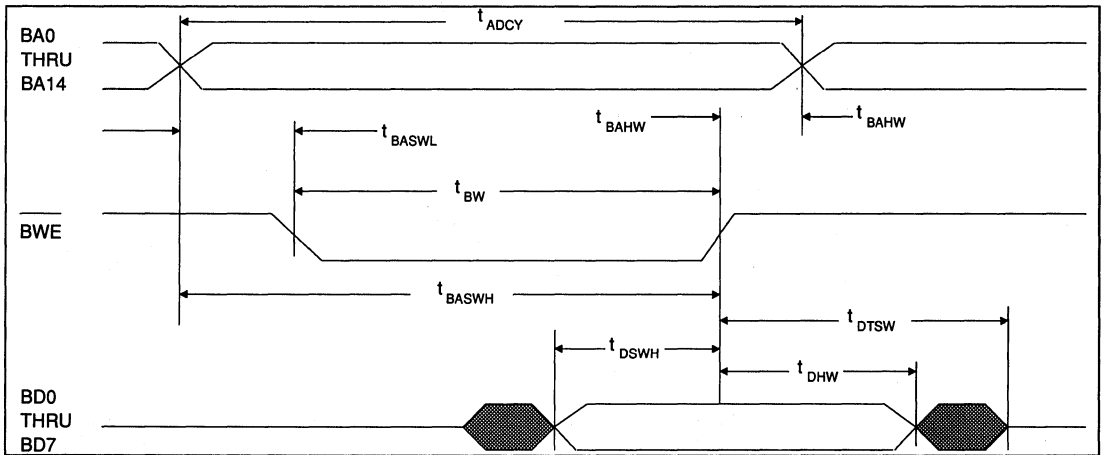 t ADCY
BA0
THRU
BA14
t BASWL
t BAHW
t BAHW
t BW
BWE
t BASWH
t DTSW
t DSWH
t DHW
BD0
THRU
BD7